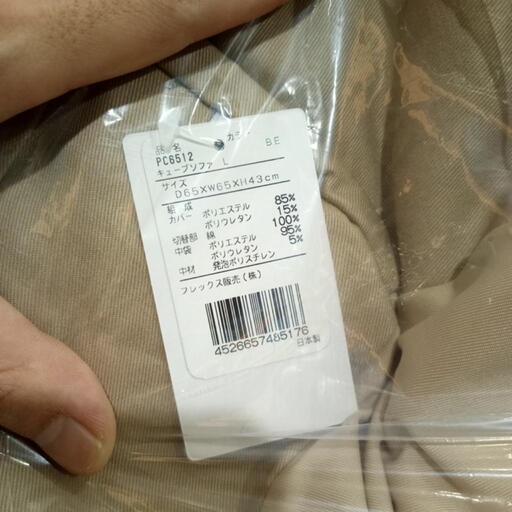 品 名 カラー
PC6512 BE
キューブソファ L
サイズ
D65XW65XH43cm
組 成
カバー ポリエステル 85%
ポリウレタン 15%
切替部 綿 100%
中袋 ポリエステル 95%
ポリウレタン 5%
中材 発泡ポリスチレン
フレックス販売(株)
4526657485176
日本製